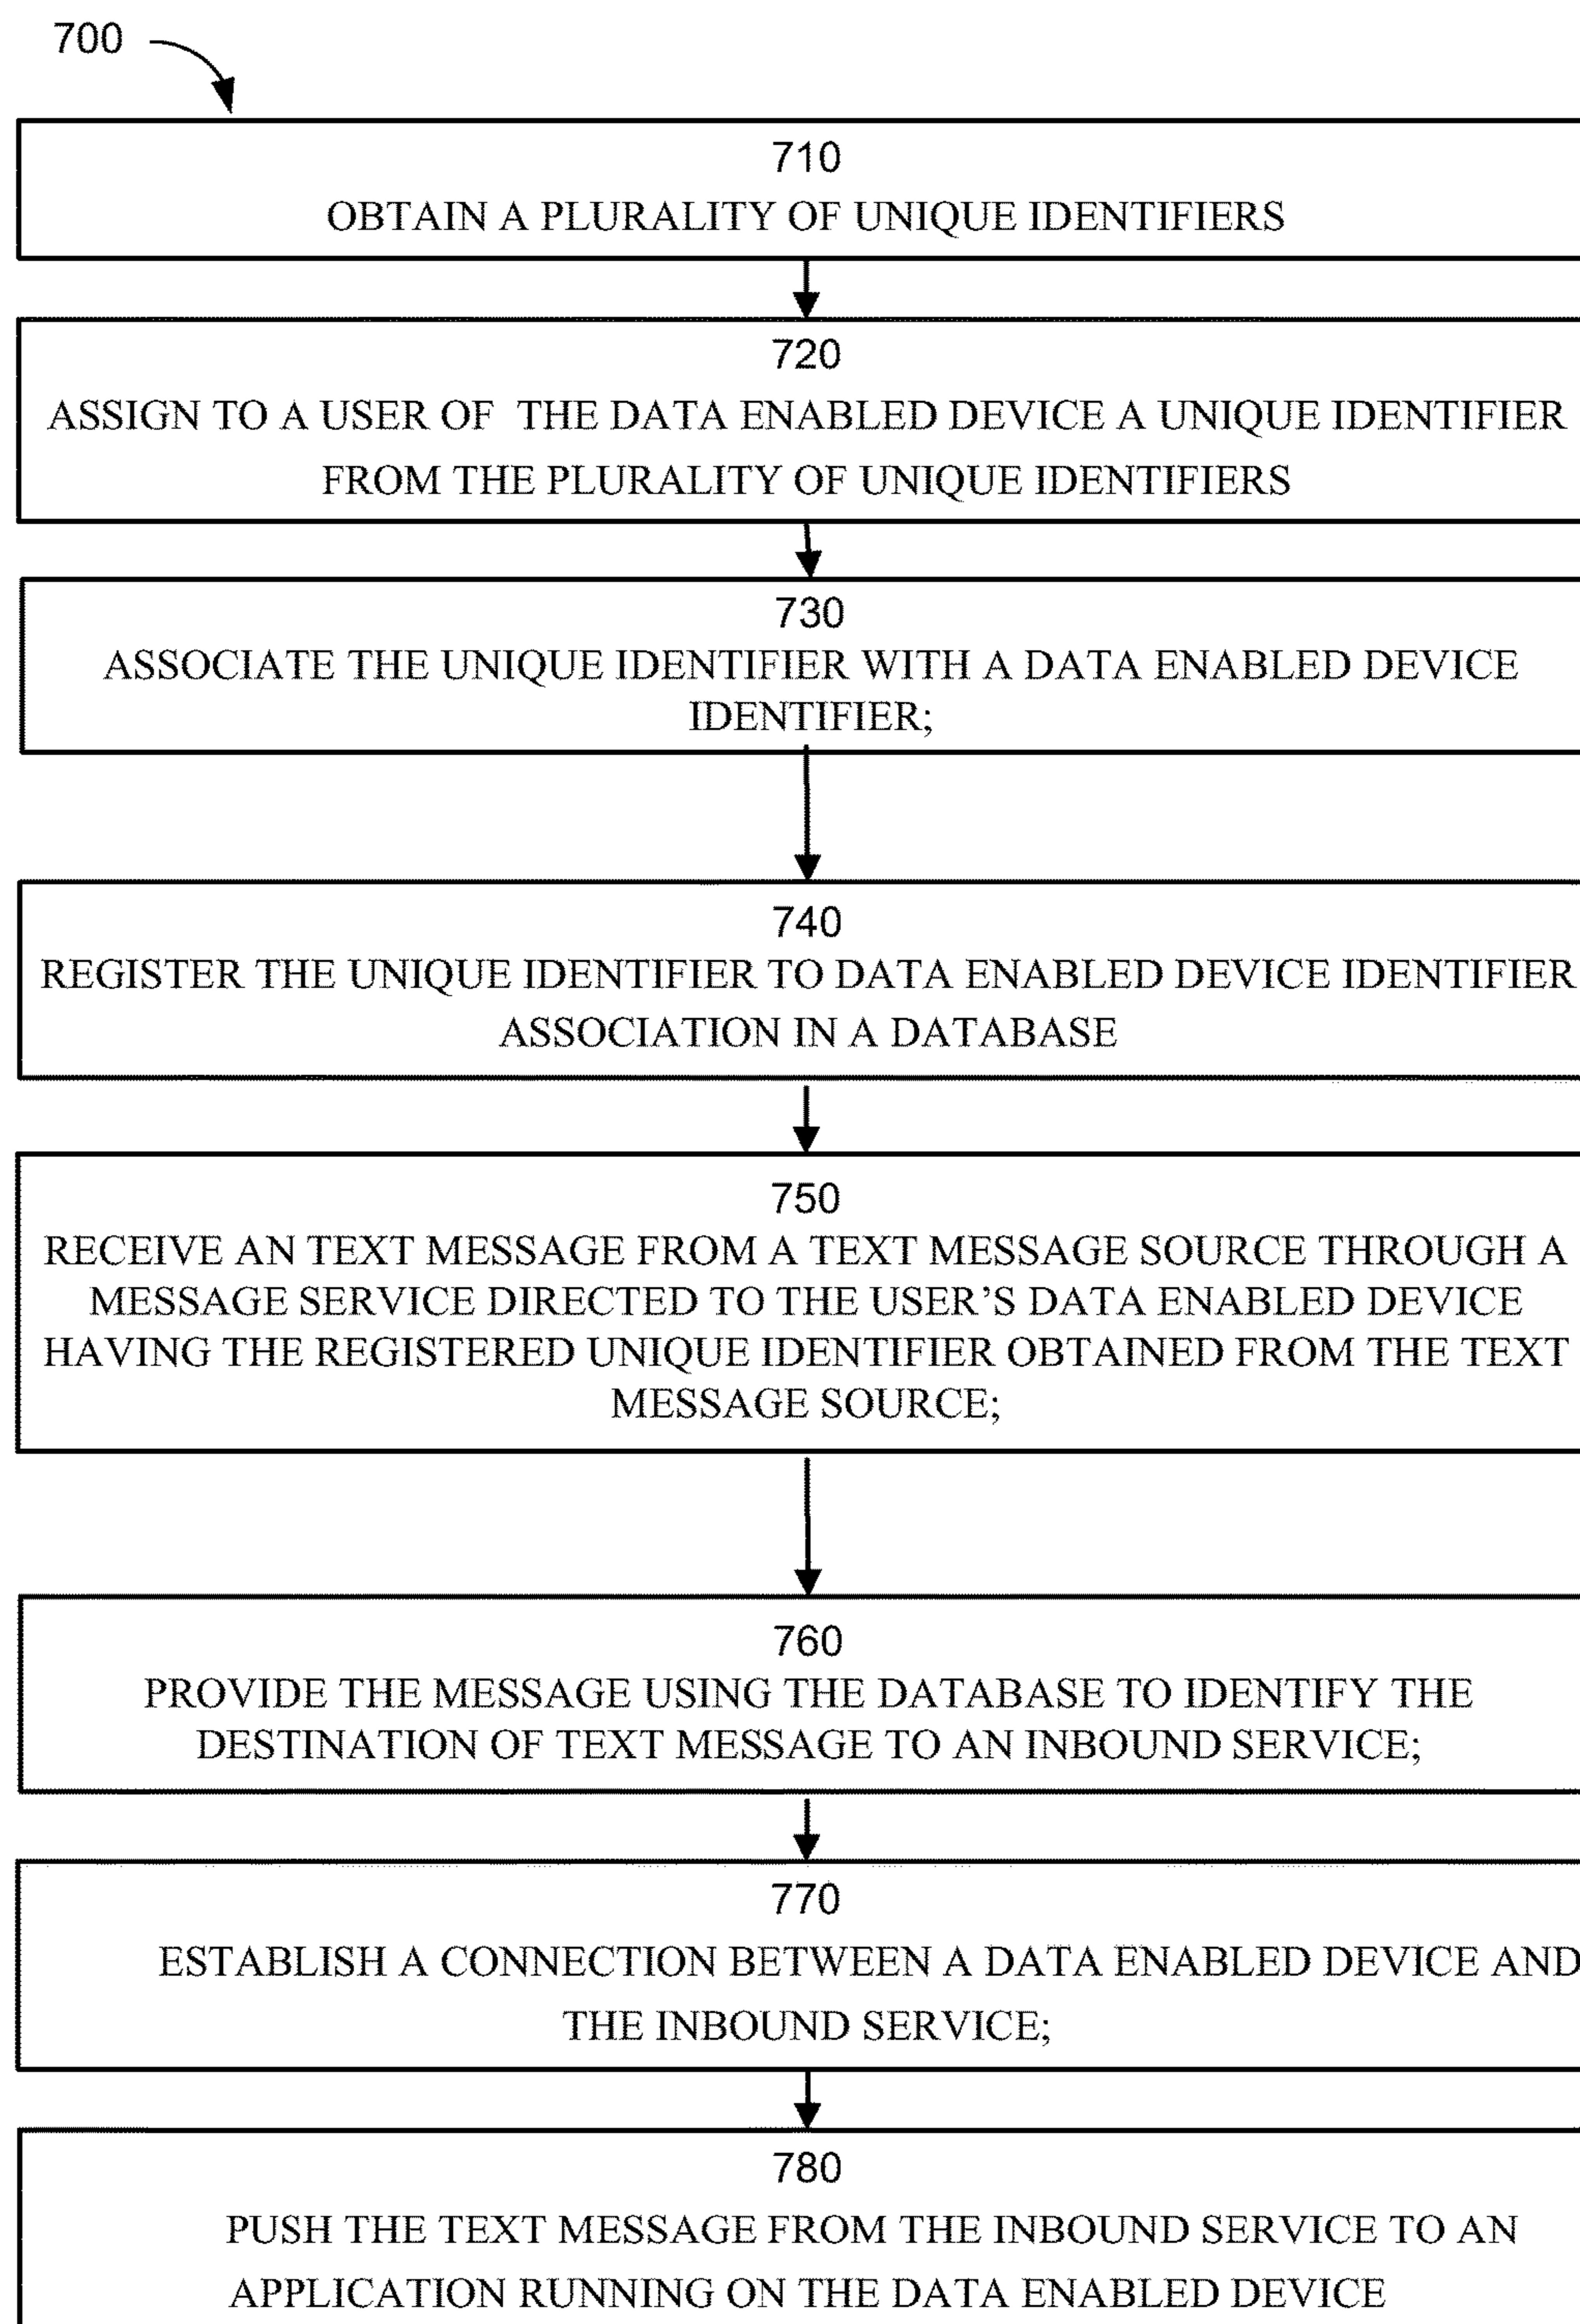 700
710
OBTAIN A PLURALITY OF UNIQUE IDENTIFIERS
720
ASSIGN TO A USER OF THE DATA ENABLED DEVICE A UNIQUE IDENTIFIER
FROM THE PLURALITY OF UNIQUE IDENTIFIERS
730
ASSOCIATE THE UNIQUE IDENTIFIER WITH A DATA ENABLED DEVICE
IDENTIFIER;
740
REGISTER THE UNIQUE IDENTIFIER TO DATA ENABLED DEVICE IDENTIFIER
ASSOCIATION IN A DATABASE
750
RECEIVE AN TEXT MESSAGE FROM A TEXT MESSAGE SOURCE THROUGH A
MESSAGE SERVICE DIRECTED TO THE USER'S DATA ENABLED DEVICE
HAVING THE REGISTERED UNIQUE IDENTIFIER OBTAINED FROM THE TEXT
MESSAGE SOURCE;
760
PROVIDE THE MESSAGE USING THE DATABASE TO IDENTIFY THE
DESTINATION OF TEXT MESSAGE TO AN INBOUND SERVICE;
770
ESTABLISH A CONNECTION BETWEEN A DATA ENABLED DEVICE AND
THE INBOUND SERVICE;
780
PUSH THE TEXT MESSAGE FROM THE INBOUND SERVICE TO AN
APPLICATION RUNNING ON THE DATA ENABLED DEVICE